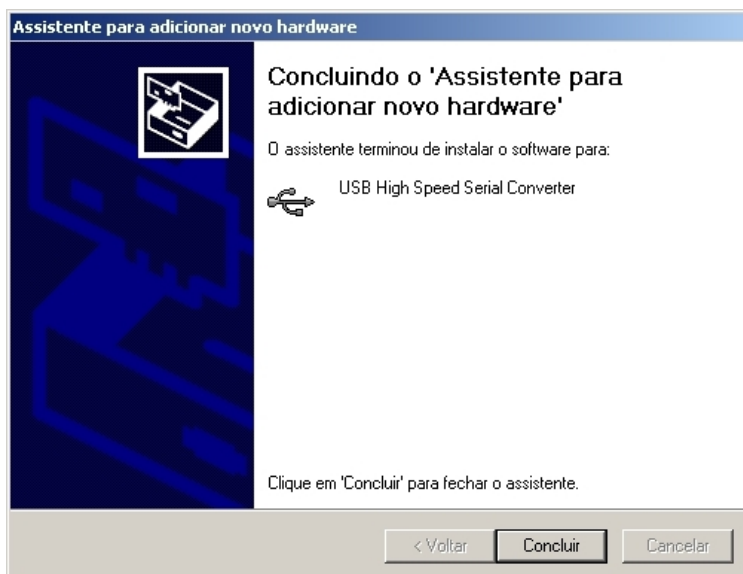 Assistente para adicionar novo hardware
Concluindo o 'Assistente para
adicionar novo hardware'
O assistente terminou de instalar o software para:
USB High Speed Serial Converter
Clique em 'Concluir' para fechar o assistente.
< Voltar
Concluir
Cancelar